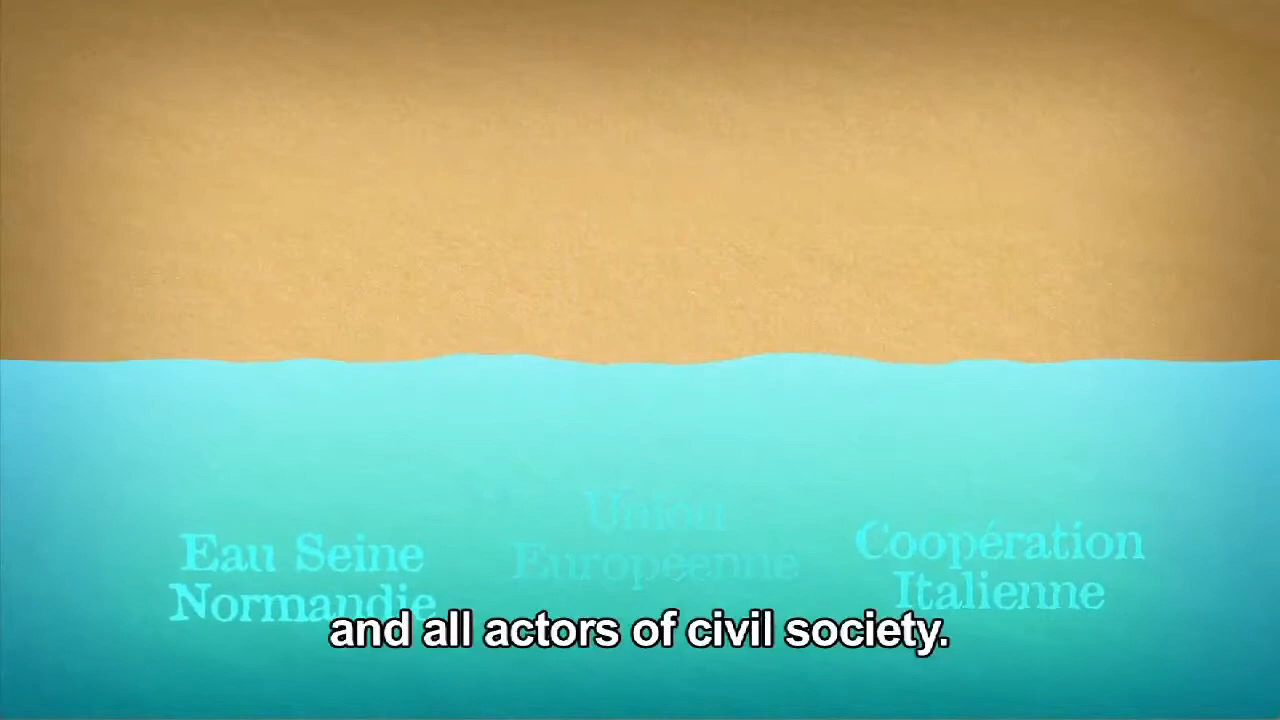 Union
Européenne
Eau Seine
Normandie
Coopération
Italienne
and all actors of civil society.